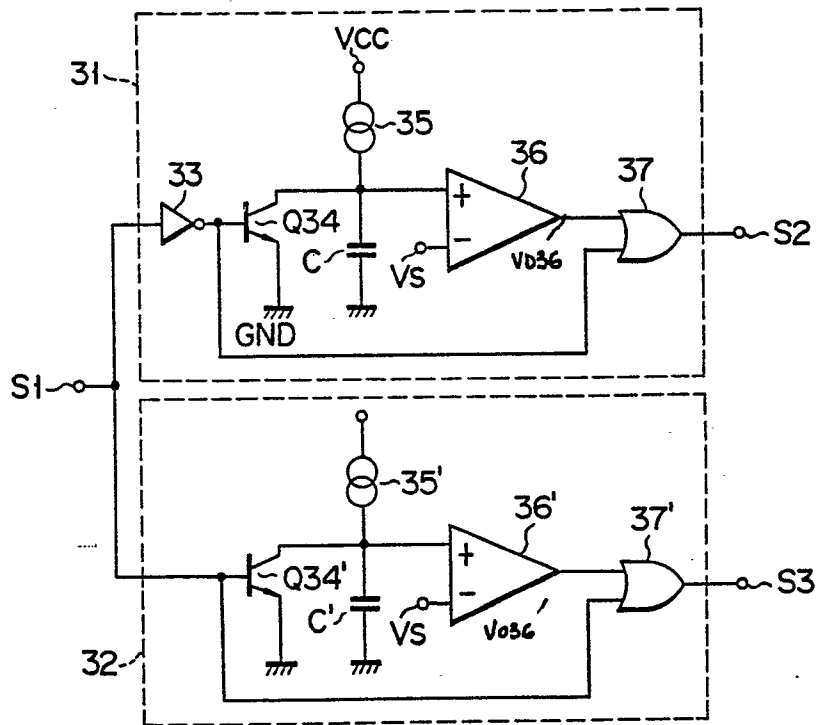 VCC
31
35
36
37
33
Q34
+
−
C
VS
VD36
S2
GND
S1
35'
36'
37'
Q34'
+
−
C'
VS
VO36
S3
32